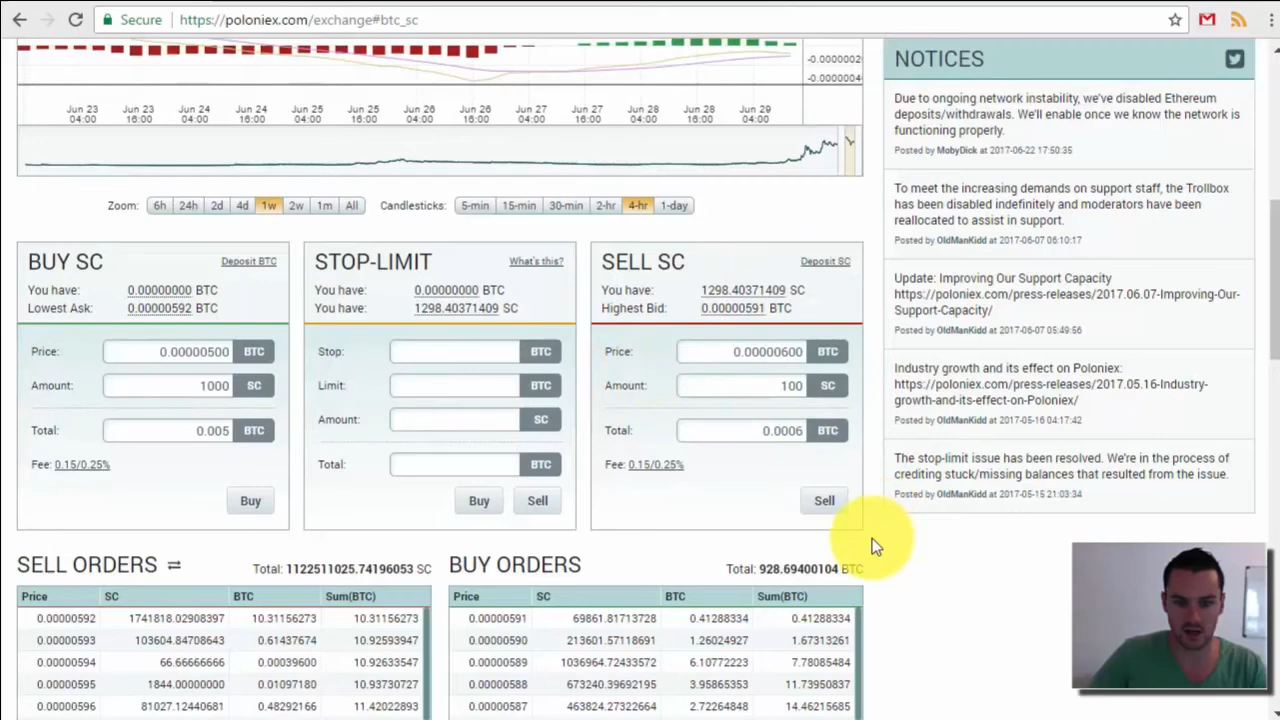 Secure https://poloniex.com/exchange#btc_sc
-0.0000002
-0.0000004
Jun 23 04:00 Jun 23 16:00 Jun 24 04:00 Jun 24 16:00 Jun 25 04:00 Jun 25 16:00 Jun 26 04:00 Jun 26 16:00 Jun 27 04:00 Jun 27 16:00 Jun 28 04:00 Jun 28 16:00 Jun 29 04:00
Zoom: 6h 24h 2d 4d 1w 2w 1m All Candlesticks: 5-min 15-min 30-min 2-hr 4-hr 1-day
BUY SC Deposit BTC
You have: 0.00000000 BTC
Lowest Ask: 0.00000592 BTC
Price: 0.00000500 BTC
Amount: 1000 SC
Total: 0.005 BTC
Fee: 0.15/0.25%
Buy
STOP-LIMIT What's this?
You have: 0.00000000 BTC
You have: 1298.40371409 SC
Stop: BTC
Limit: BTC
Amount: SC
Total: BTC
Buy Sell
SELL SC Deposit SC
You have: 1298.40371409 SC
Highest Bid: 0.00000591 BTC
Price: 0.00000600 BTC
Amount: 100 SC
Total: 0.0006 BTC
Fee: 0.15/0.25%
Sell
SELL ORDERS Total: 1122511025.74196053 SC
Price SC BTC Sum(BTC)
0.00000592 1741818.02908397 10.31156273 10.31156273
0.00000593 103604.84708643 0.61437674 10.92593947
0.00000594 66.66666666 0.00039600 10.92633547
0.00000595 1844.00000000 0.01097180 10.93730727
0.00000596 81027.12440681 0.48292166 11.42022893
BUY ORDERS Total: 928.69400104 BTC
Price SC BTC Sum(BTC)
0.00000591 69861.81713728 0.41288334 0.41288334
0.00000590 213601.57118691 1.26024927 1.67313261
0.00000589 1036964.72433572 6.10772223 7.78085484
0.00000588 673240.39692195 3.95865353 11.73950837
0.00000587 463824.27322664 2.72264848 14.46215685
NOTICES
Due to ongoing network instability, we've disabled Ethereum
deposits/withdrawals. We'll enable once we know the network is
functioning properly.
Posted by MobyDick at 2017-06-22 17:50:35
To meet the increasing demands on support staff, the Trollbox
has been disabled indefinitely and moderators have been
reallocated to assist in support.
Posted by OldManKidd at 2017-06-07 06:10:17
Update: Improving Our Support Capacity
https://poloniex.com/press-releases/2017.06.07-Improving-Our-
Support-Capacity/
Posted by OldManKidd at 2017-06-07 05:49:56
Industry growth and its effect on Poloniex:
https://poloniex.com/press-releases/2017.05.16-Industry-
growth-and-its-effect-on-Poloniex/
Posted by OldManKidd at 2017-05-16 04:17:42
The stop-limit issue has been resolved. We're in the process of
crediting stuck/missing balances that resulted from the issue.
Posted by OldManKidd at 2017-05-15 21:03:34